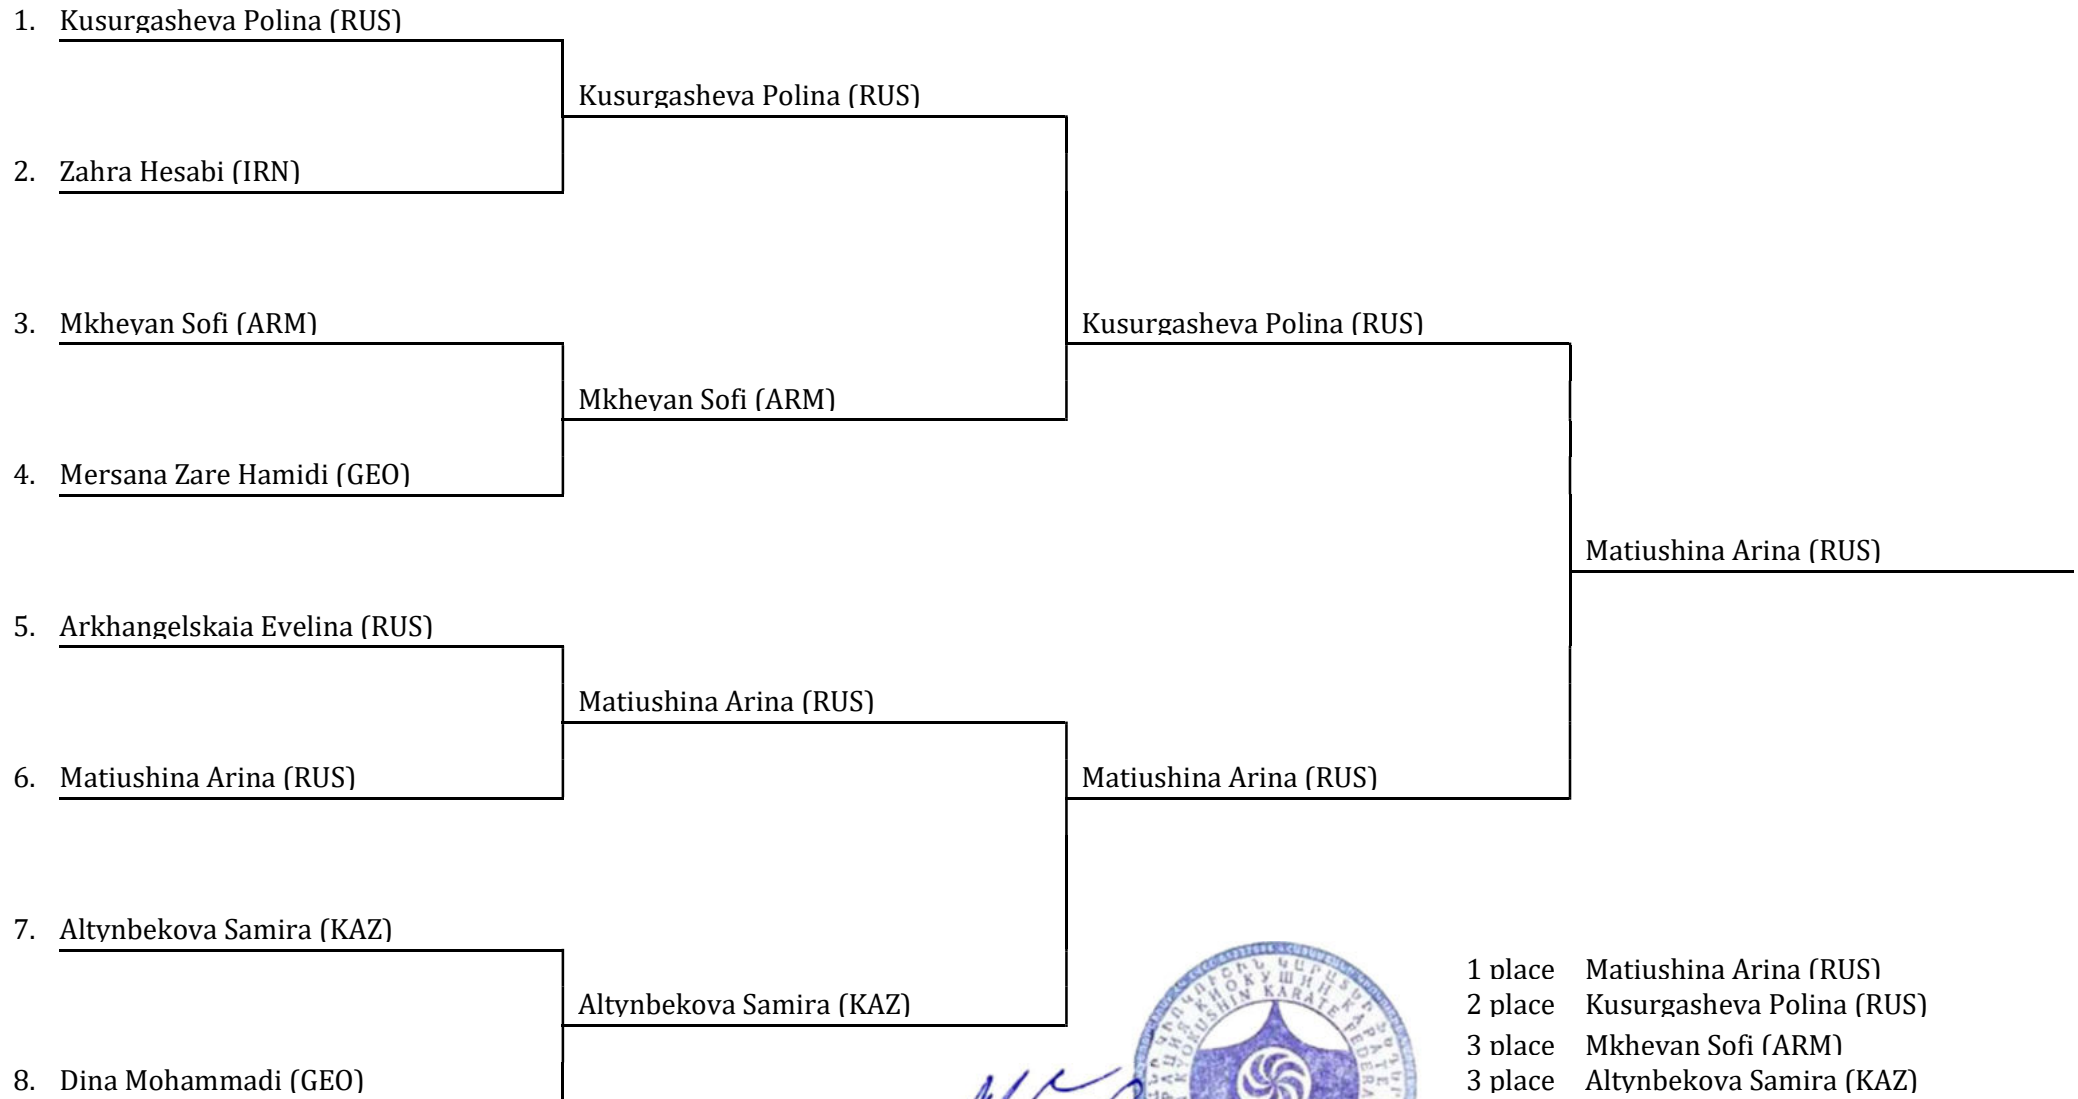 1. Kusurgasheva Polina (RUS)
Kusurgasheva Polina (RUS)
2. Zahra Hesabi (IRN)
3. Mkheyan Sofi (ARM)
Kusurgasheva Polina (RUS)
Mkheyan Sofi (ARM)
4. Mersana Zare Hamidi (GEO)
Matiushina Arina (RUS)
5. Arkhangelskaia Evelina (RUS)
Matiushina Arina (RUS)
6. Matiushina Arina (RUS)
Matiushina Arina (RUS)
7. Altynbekova Samira (KAZ)
Altynbekova Samira (KAZ)
8. Dina Mohammadi (GEO)
KARATE
1 place Matiushina Arina (RUS)
2 place Kusurgasheva Polina (RUS)
3 place Mkheyan Sofi (ARM)
3 place Altynbekova Samira (KAZ)